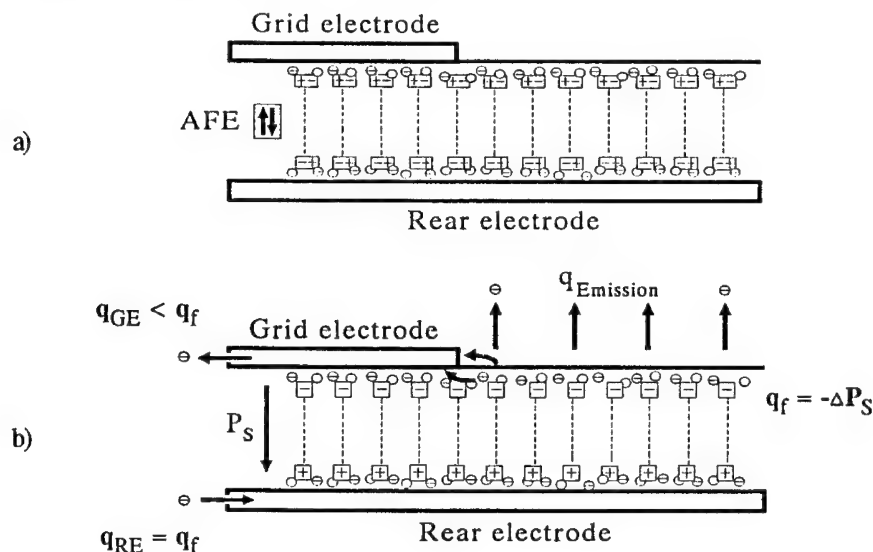 Grid electrode
AFE
a)
Rear electrode
q_Emission
q_GE < q_f
Grid electrode
q_f = -ΔP_S
P_S
b)
q_RE = q_f
Rear electrode